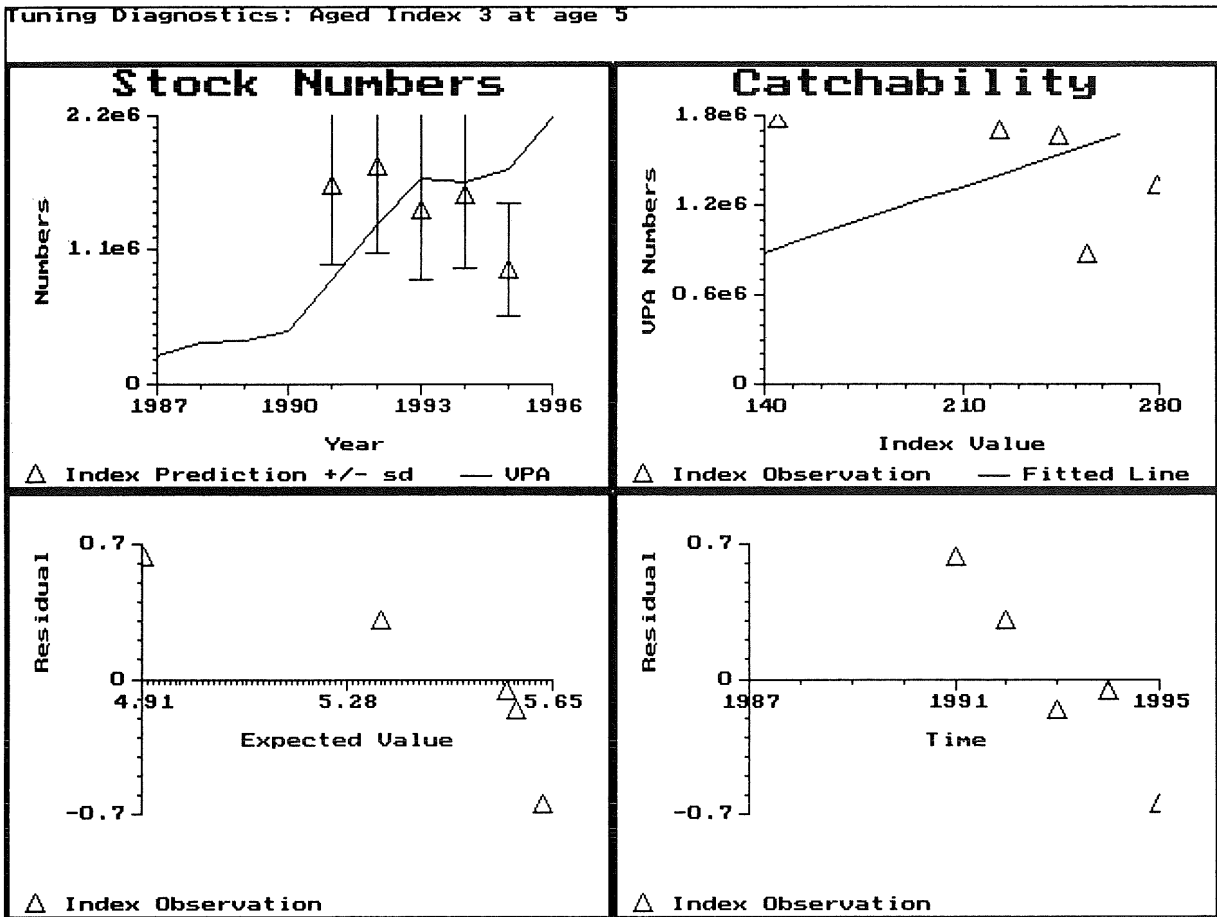 Tuning Diagnostics: Aged Index 3 at age 5
Stock Numbers
2.2e6
1.1e6
0
Numbers
1987 1990 1993 1996
Year
△ Index Prediction +/- sd — VPA
Catchability
1.8e6
1.2e6
0.6e6
0
VPA Numbers
140 210 280
Index Value
△ Index Observation — Fitted Line
0.7
0
-0.7
Residual
4.91 5.28 5.65
Expected Value
△ Index Observation
0.7
0
-0.7
Residual
1987 1991 1995
Time
△ Index Observation